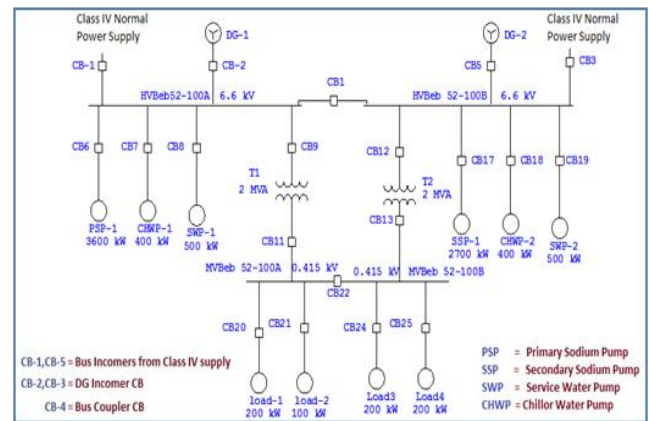 Class IV Normal
Power Supply
Class IV Normal
Power Supply
DG-1
DG-2
CB-1
CB-2
CB5
CB3
CB1
HVBeb52-100A 6.6 kV
HVBeb 52-100B 6.6 kV
CB6
CB7
CB8
CB9
CB12
CB17
CB18
CB19
T1
2 MVA
T2
2 MVA
CB13
PSP-1
3600 kW
CHWP-1
400 kW
SWP-1
500 kW
CB11
SSP-1
2700 kW
CHWP-2
400 kW
SWP-2
500 kW
MVBeb 52-100A 0.415 kV
0.415 kV MVBeb 52-100B
CB22
CB20
CB21
CB24
CB25
load-1
200 kW
load-2
100 kW
Load3
200 kW
Load4
200 kW
CB-1,CB-5 = Bus Incomers from Class IV supply
CB-2,CB-3 = DG Incomer CB
CB-4 = Bus Coupler CB
PSP = Primary Sodium Pump
SSP = Secondary Sodium Pump
SWP = Service Water Pump
CHWP = Chillor Water Pump